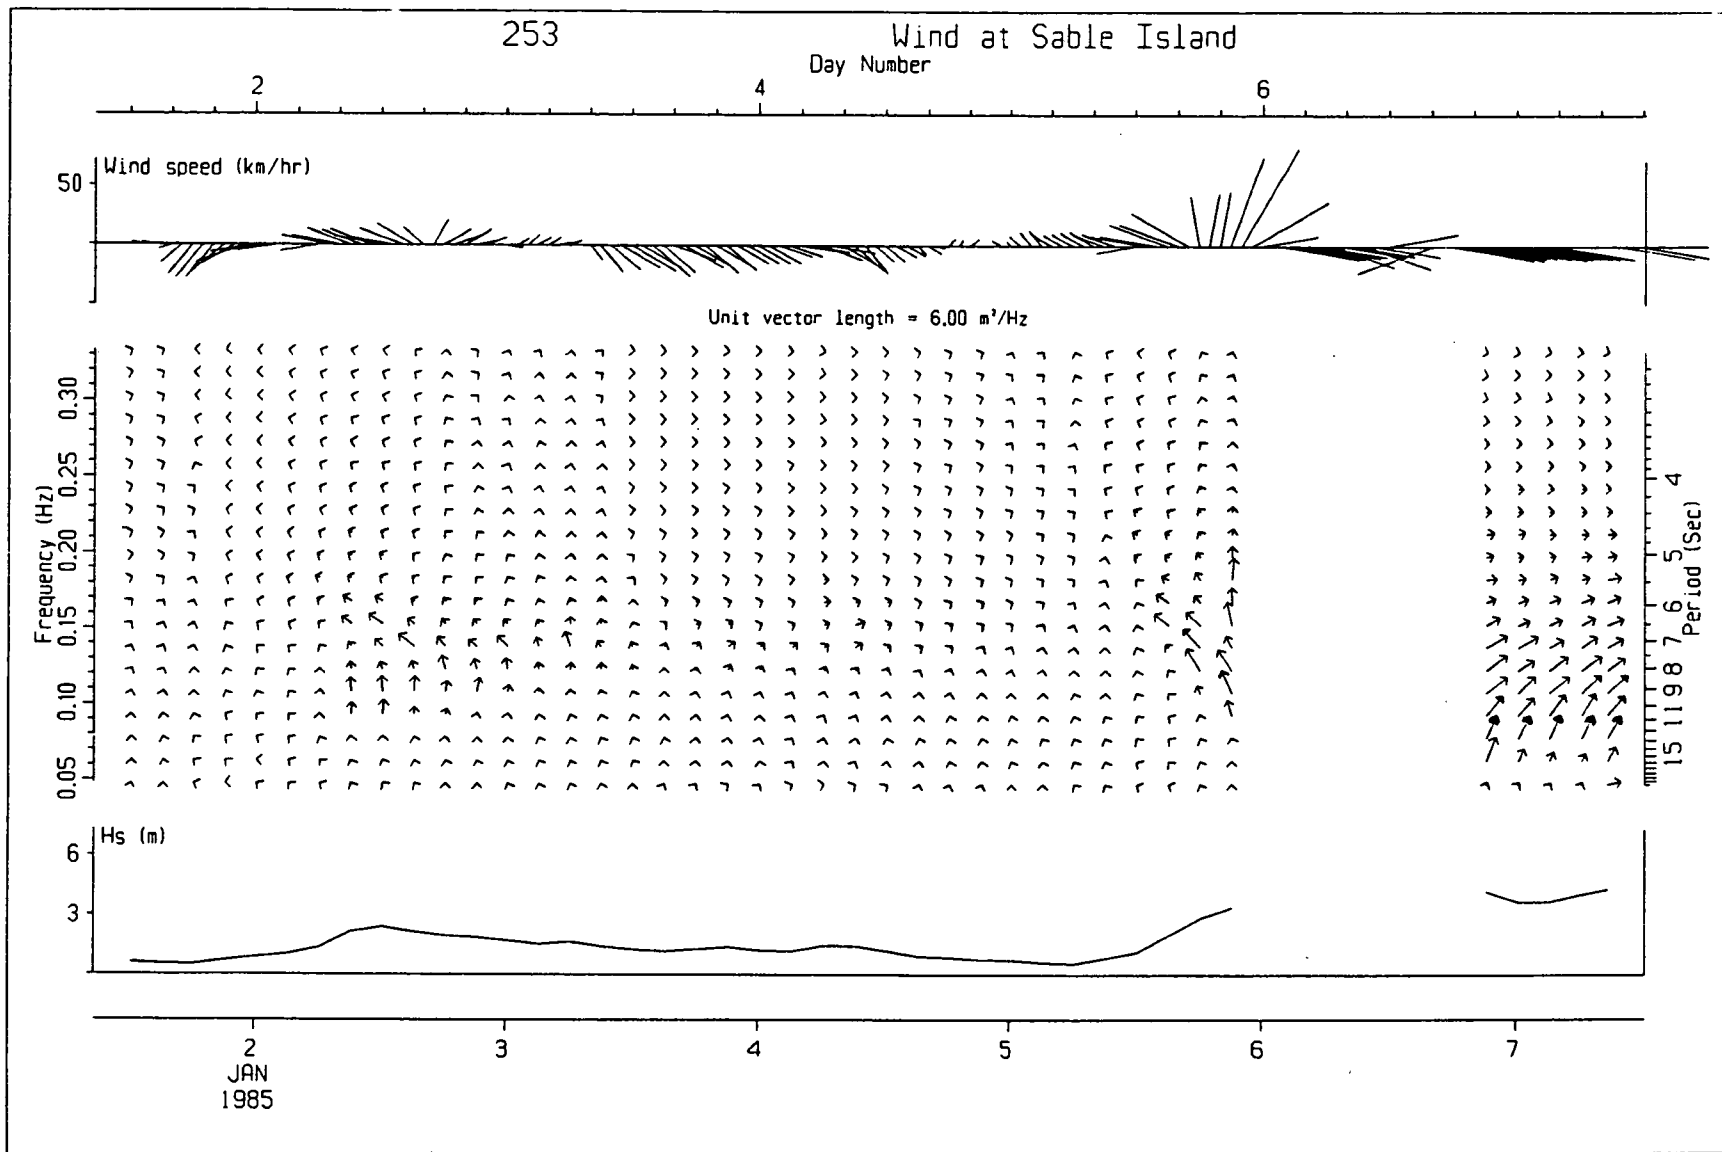 253 Wind at Sable Island
Day Number
2 4 6
Wind speed (km/hr)
50
Unit vector length = 6.00 m²/Hz
Frequency (Hz)
0.30
0.25
0.20
0.15
0.10
0.05
Period (Sec)
4
5
6
7
8
9
11
15
Hs (m)
6
3
2 3 4 5 6 7
JAN
1985